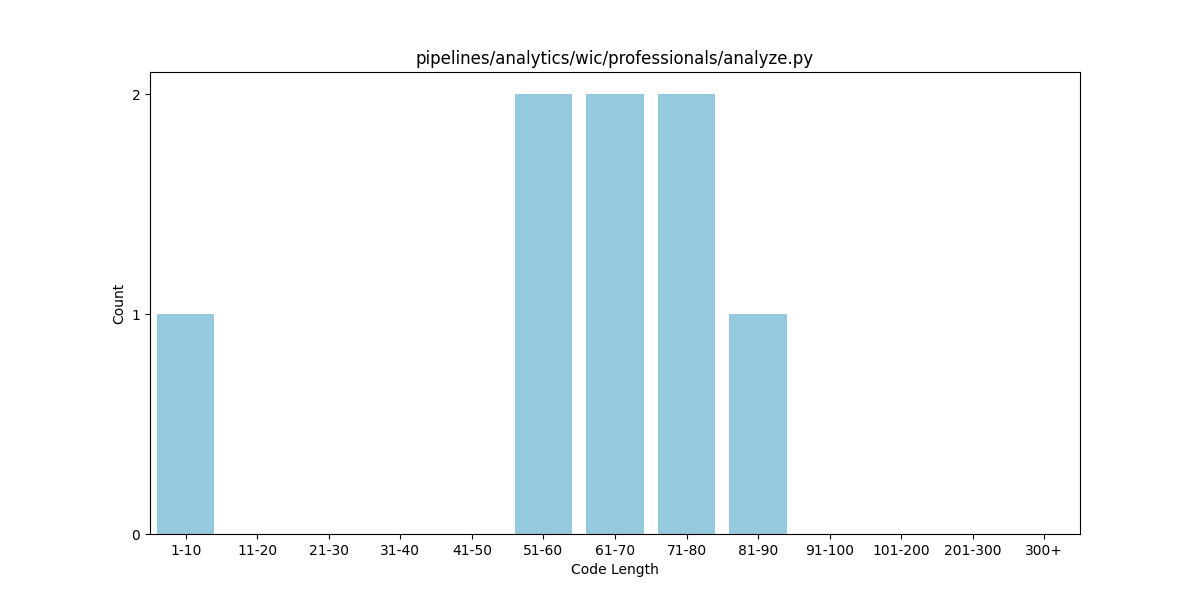 pipelines/analytics/wic/professionals/analyze.py
2
1
0
Count
1-10 11-20 21-30 31-40 41-50 51-60 61-70 71-80 81-90 91-100 101-200 201-300 300+
Code Length